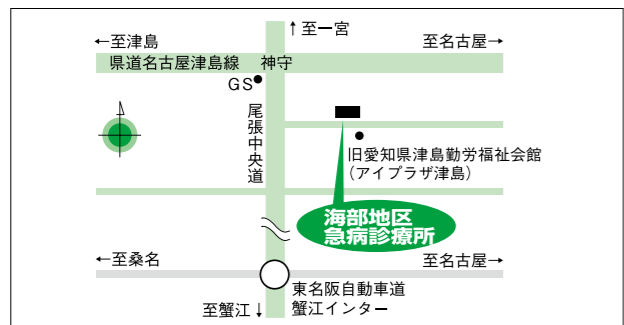 ↑至一宮
←至津島
至名古屋→
県道名古屋津島線
神守
GS
尾張中央道
旧愛知県津島勤労福祉会館
(アイプラザ津島)
海部地区
急病診療所
←至桑名
至名古屋→
東名阪自動車道
蟹江インター
至蟹江↓